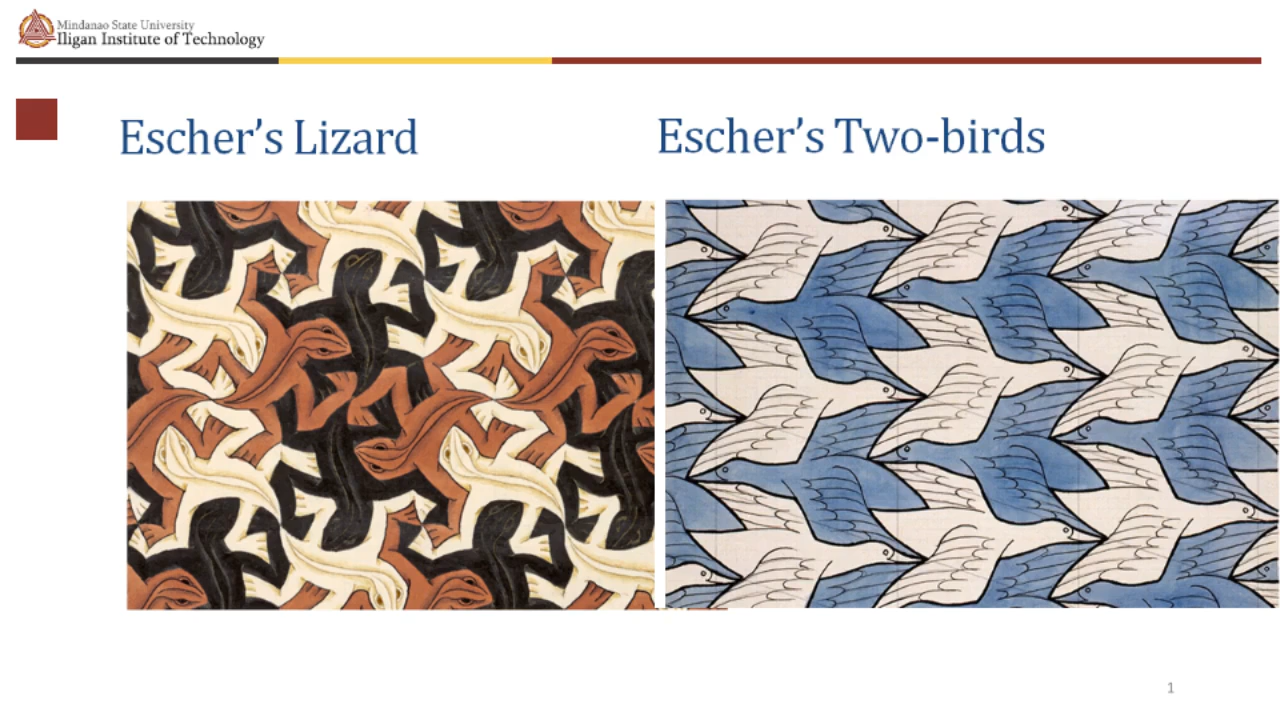 Mindanao State University
Iligan Institute of Technology
Escher's Lizard
Escher's Two-birds
1